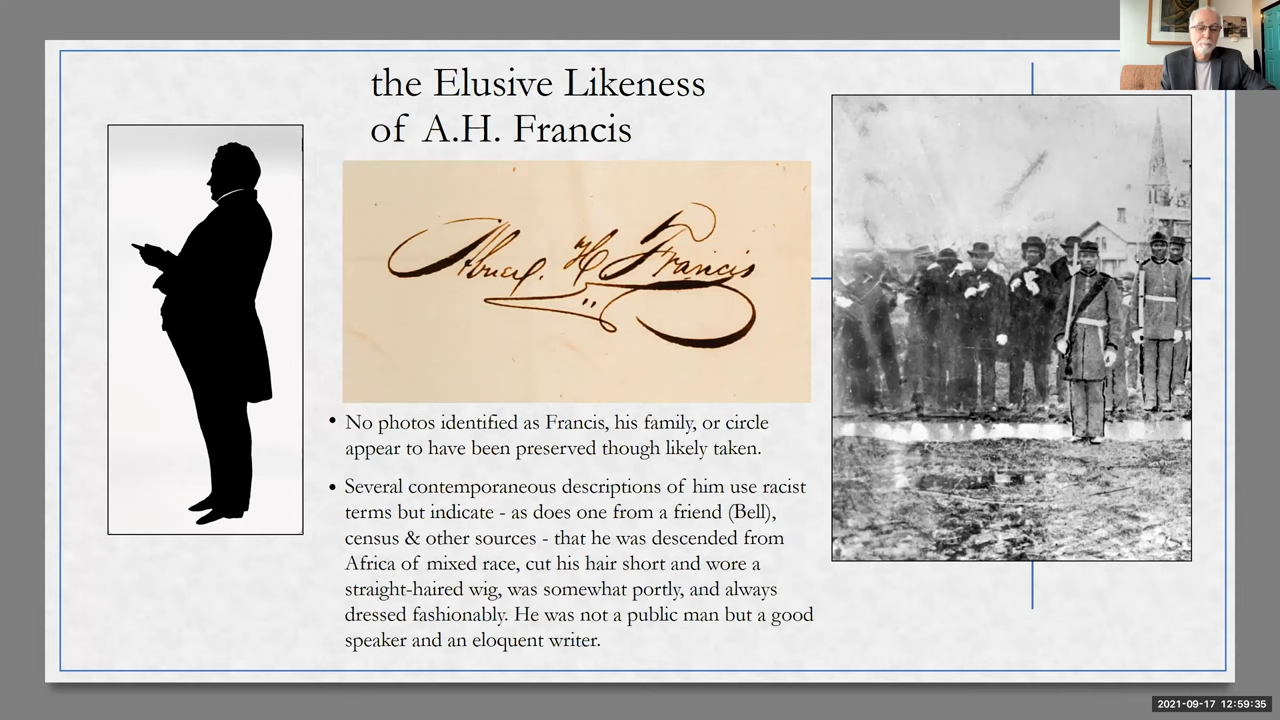 the Elusive Likeness
of A.H. Francis
Abner H Francis
• No photos identified as Francis, his family, or circle
appear to have been preserved though likely taken.
• Several contemporaneous descriptions of him use racist
terms but indicate - as does one from a friend (Bell),
census & other sources - that he was descended from
Africa of mixed race, cut his hair short and wore a
straight-haired wig, was somewhat portly, and always
dressed fashionably. He was not a public man but a good
speaker and an eloquent writer.
2021-09-17 12:59:35